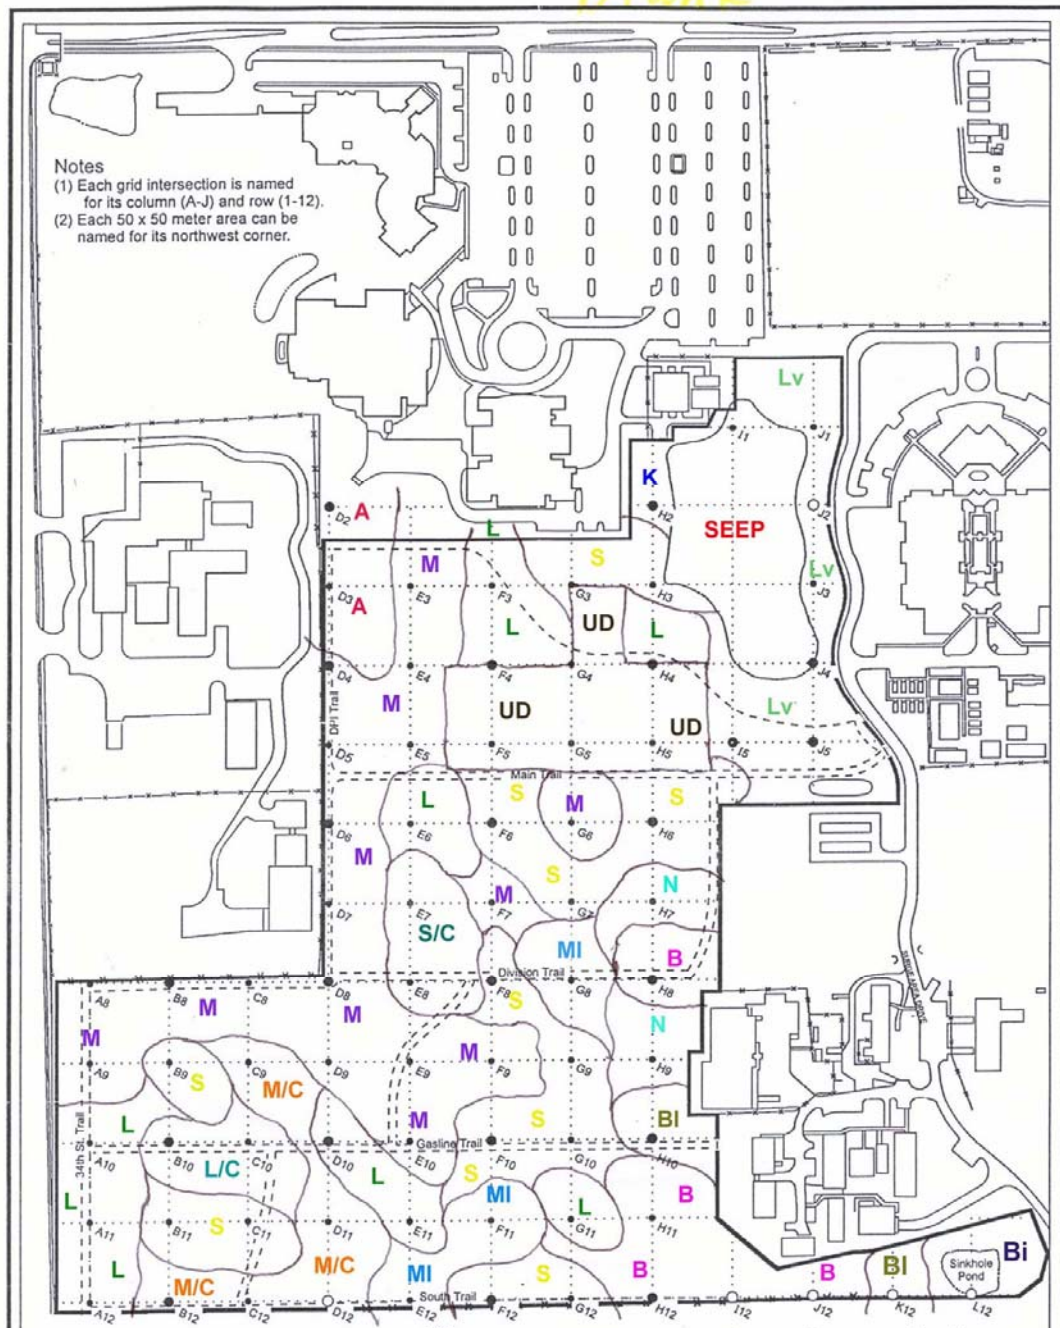 Notes
(1) Each grid intersection is named
for its column (A-J) and row (1-12).
(2) Each 50 x 50 meter area can be
named for its northwest corner.
Lv
I1
J1
K
A
D2
H2
SEEP
J2
L
S
M
Lv
D3
E3
F3
G3
H3
J3
A
L
UD
L
D4
E4
F4
G4
H4
J4
DPI Trail
M
UD
UD
Lv
D5
E5
F5
G5
H5
I5
J5
Main Trail
L
S
M
S
D6
E6
F6
G6
H6
M
M
S
N
D7
E7
F7
G7
H7
S/C
MI
B
Division Trail
A8
B8
C8
D8
E8
F8
G8
H8
M
M
M
S
N
M
A9
B9
C9
D9
E9
F9
G9
H9
S
M/C
L
M
S
Bl
34th St. Trail
Gasline Trail
A10
B10
C10
D10
E10
F10
G10
H10
L/C
L
S
MI
L
B
L
S
A11
B11
C11
D11
E11
F11
G11
H11
L
M/C
M/C
MI
S
B
B
Bl
Sinkhole
Pond
Bi
South Trail
A12
B12
C12
D12
E12
F12
G12
H12
I12
J12
K12
L12